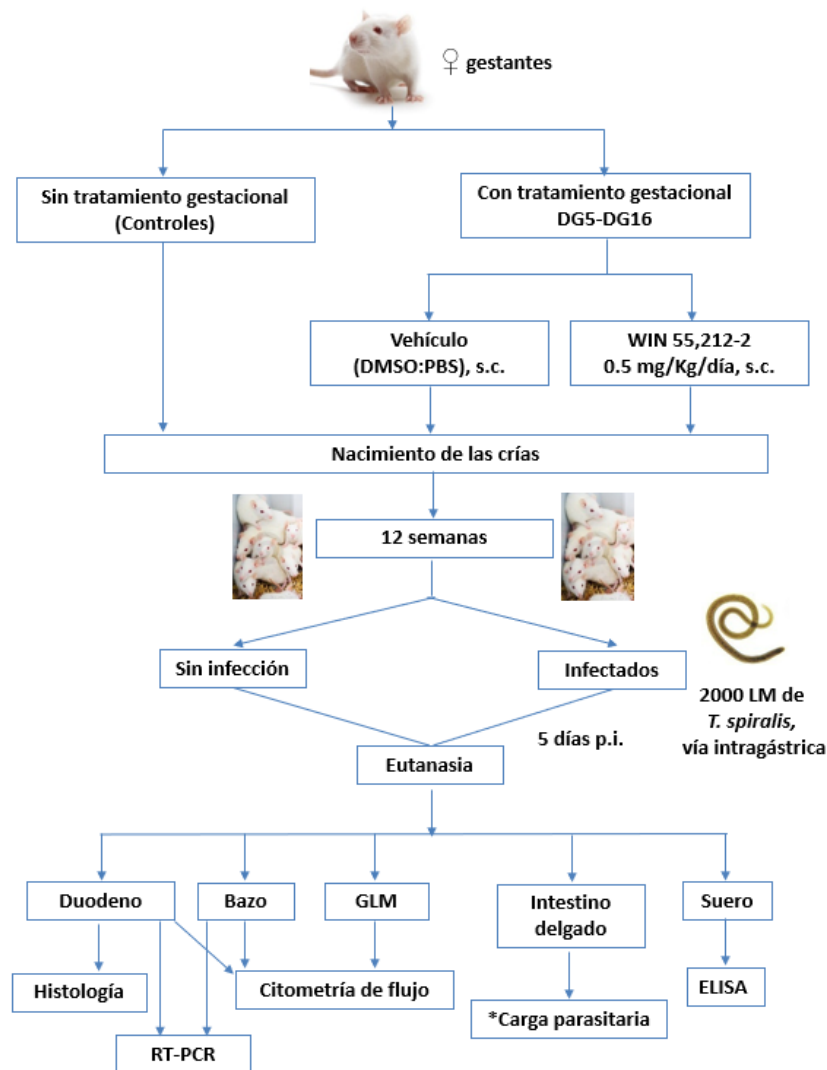 ♀ gestantes
Sin tratamiento gestacional
(Controles)
Con tratamiento gestacional
DG5-DG16
Vehículo
(DMSO:PBS), s.c.
WIN 55,212-2
0.5 mg/Kg/día, s.c.
Nacimiento de las crías
12 semanas
Sin infección
Infectados
2000 LM de
T. spiralis,
vía intragástrica
5 días p.i.
Eutanasia
Duodeno
Bazo
GLM
Intestino
delgado
Suero
Histología
Citometría de flujo
ELISA
*Carga parasitaria
RT-PCR